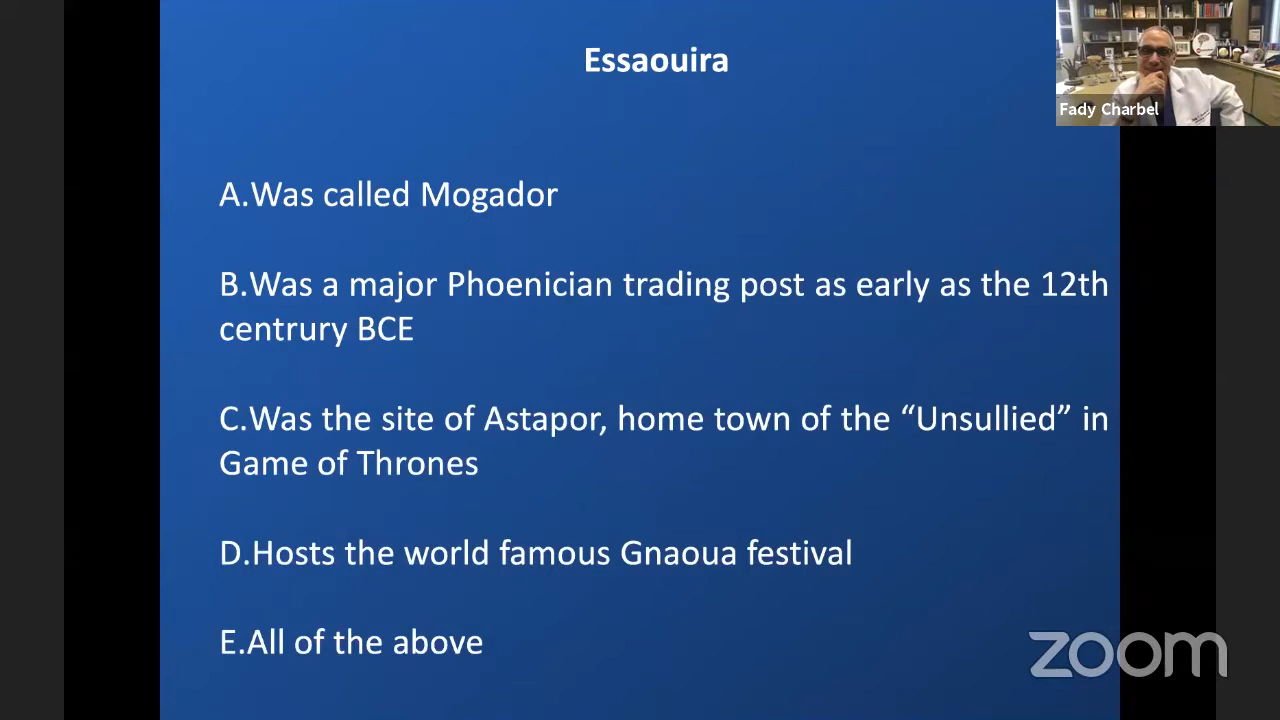 Essaouira
Fady Charbel
A.Was called Mogador
B.Was a major Phoenician trading post as early as the 12th
centrury BCE
C.Was the site of Astapor, home town of the “Unsullied” in
Game of Thrones
D.Hosts the world famous Gnaoua festival
E.All of the above
zoom